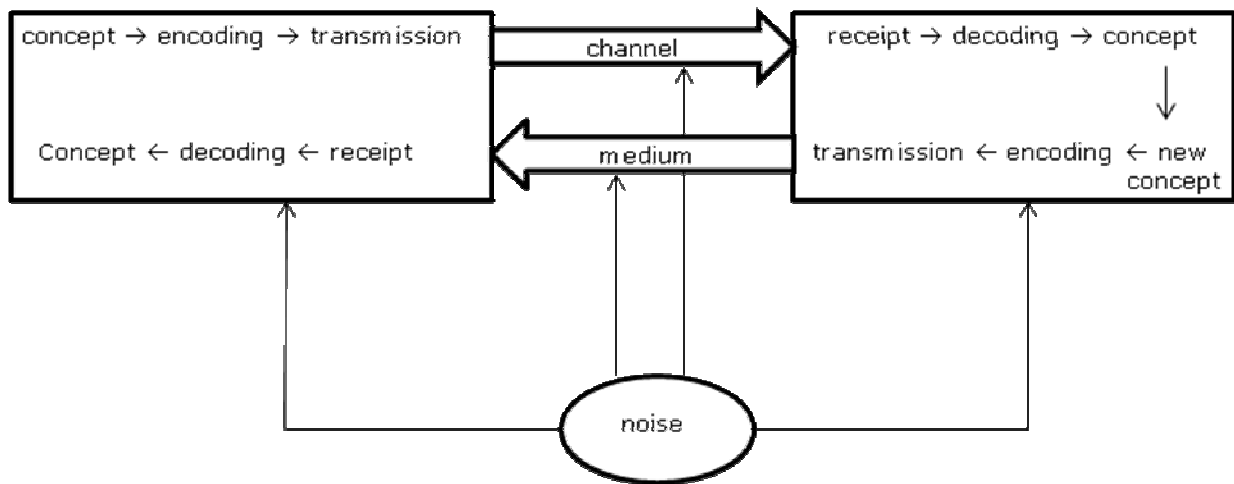 concept → encoding → transmission
channel
receipt → decoding → concept
Concept ← decoding ← receipt
medium
transmission ← encoding ← new
concept
noise